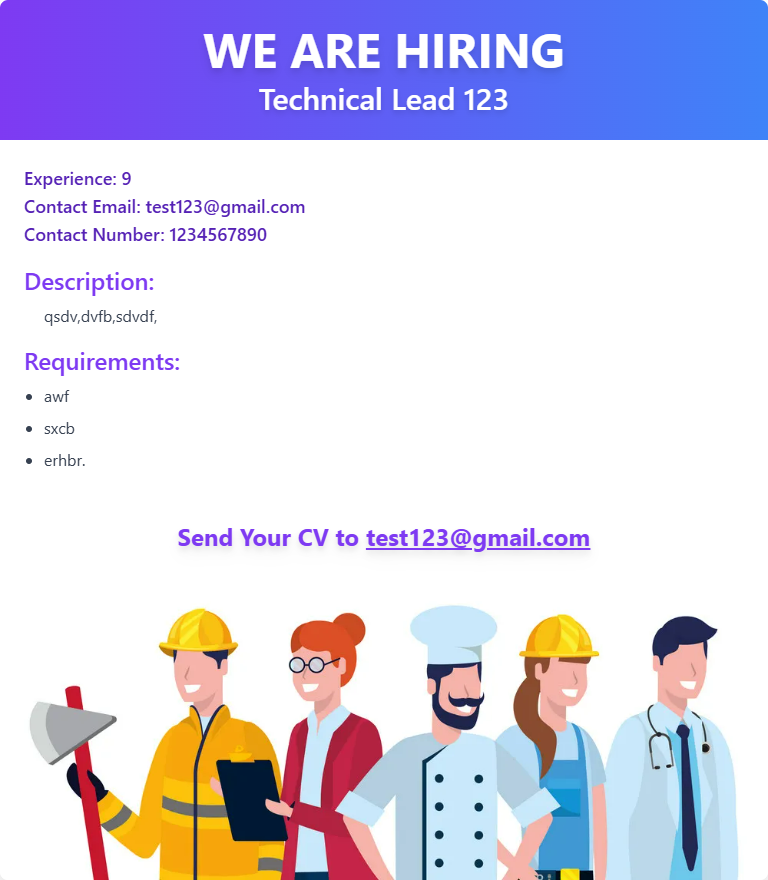 WE ARE HIRING
Technical Lead 123
Experience: 9
Contact Email: test123@gmail.com
Contact Number: 1234567890
Description:
qsdv,dvfb,sdvdf,
Requirements:
• awf
• sxcb
• erhbr.
Send Your CV to test123@gmail.com